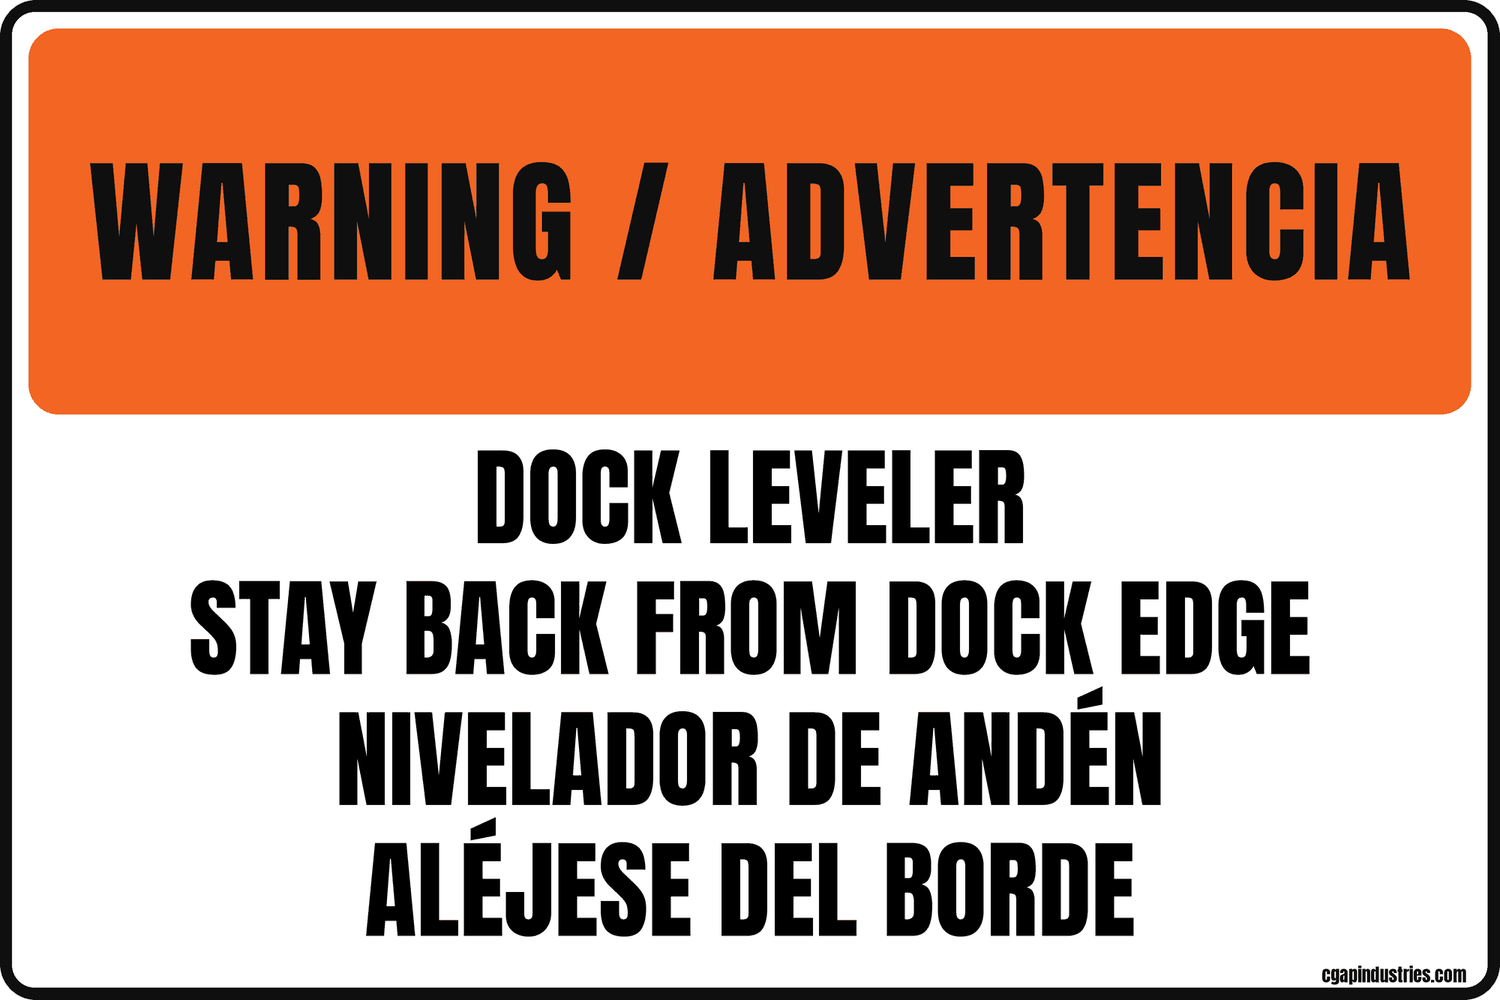 WARNING / ADVERTENCIA
DOCK LEVELER
STAY BACK FROM DOCK EDGE
NIVELADOR DE ANDÉN
ALÉJESE DEL BORDE
cgapindustries.com